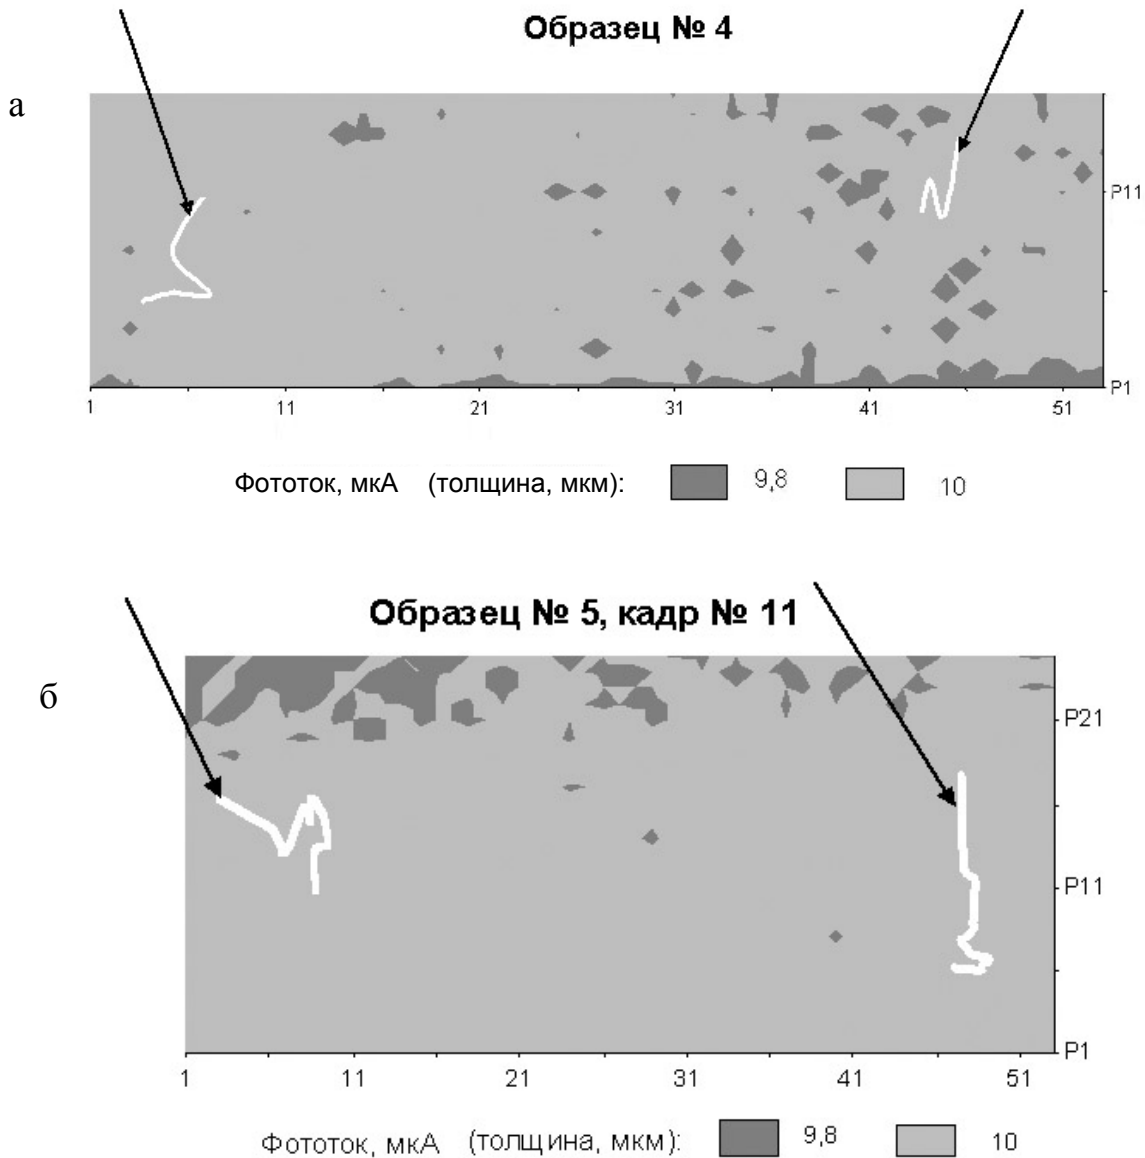 Образец № 4
а
P11
P1
1 11 21 31 41 51
Фототок, мкА (толщина, мкм): 9,8 10
Образец № 5, кадр № 11
б
P21
P11
P1
1 11 21 31 41 51
Фототок, мкА (толщина, мкм): 9,8 10